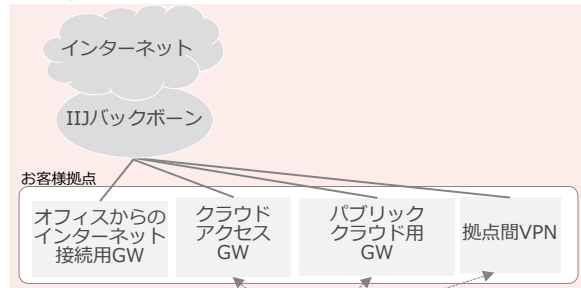 インターネット
IIJバックボーン
お客様拠点
オフィスからの
インターネット
接続用GW
クラウド
アクセス
GW
パブリック
クラウド用
GW
拠点間VPN